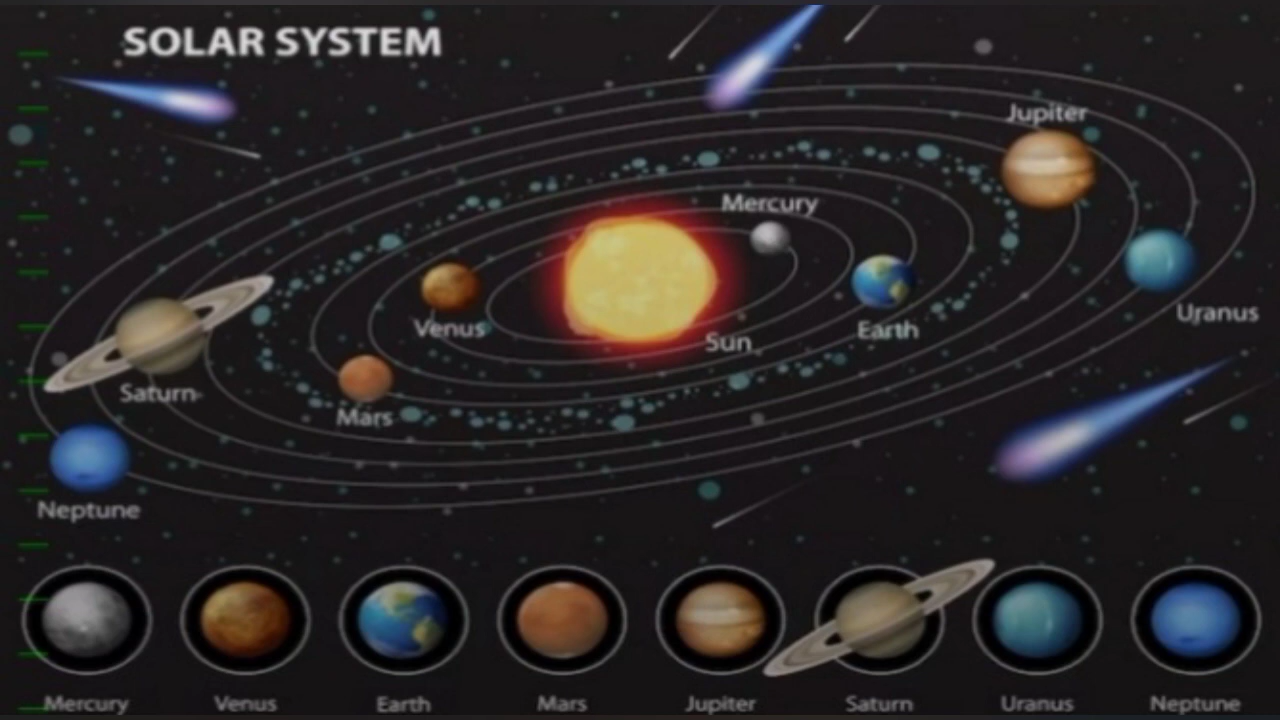 SOLAR SYSTEM
Jupiter
Mercury
Uranus
Venus
Earth
Sun
Saturn
Mars
Neptune
Mercury Venus Earth Mars Jupiter Saturn Uranus Neptune